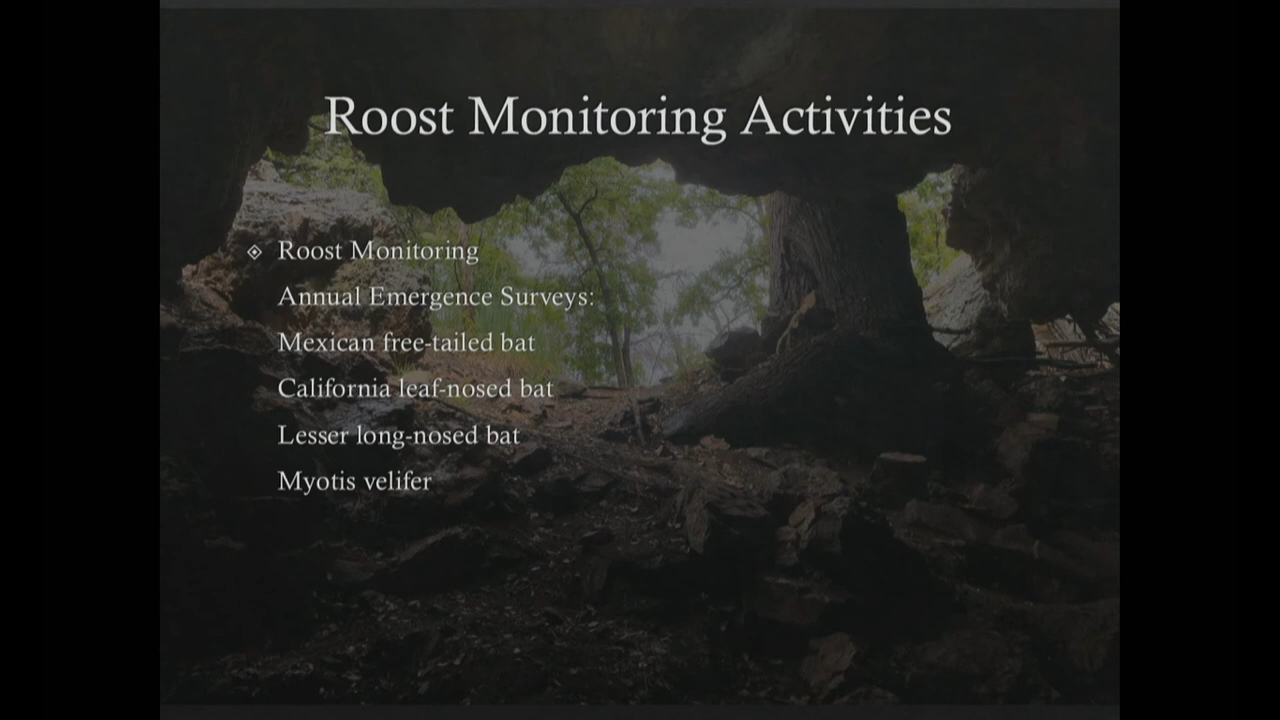 Roost Monitoring Activities
Roost Monitoring
Annual Emergence Surveys:
Mexican free-tailed bat
California leaf-nosed bat
Lesser long-nosed bat
Myotis velifer